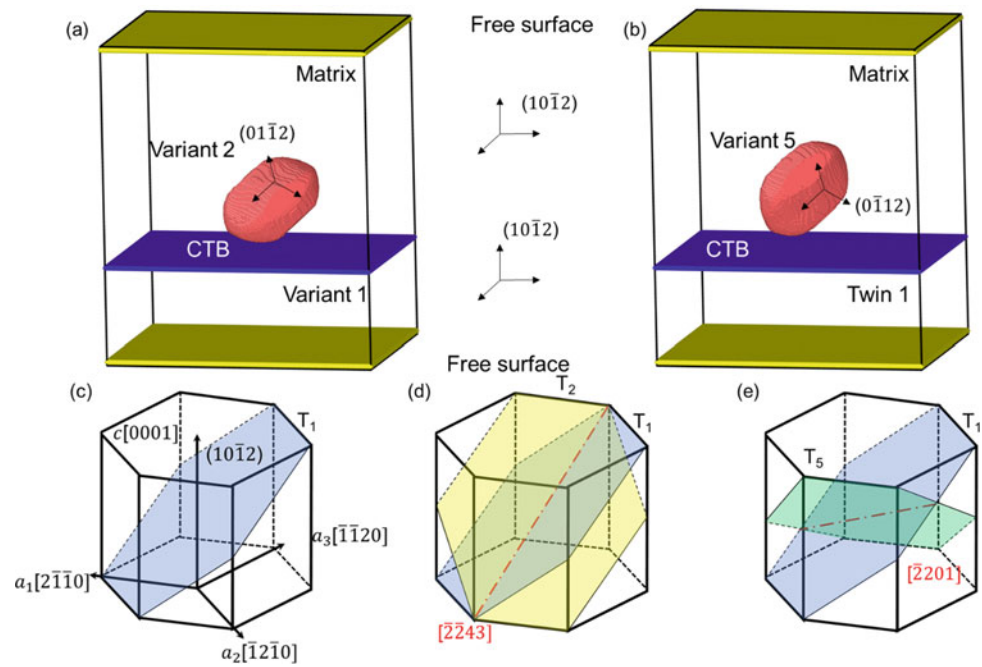 (a)
Free surface
(b)
Matrix
(101̅2)
Matrix
(011̅2)
Variant 2
Variant 5
(01̅12)
(101̅2)
CTB
CTB
Variant 1
Twin 1
Free surface
(c)
(d)
T₂
(e)
c[0001]
T₁
T₁
T₁
(101̅2)
T₅
a₃[1̅1̅20]
a₁[21̅1̅0]
[2̅2̅43]
[2̅201]
a₂[1̅21̅0]